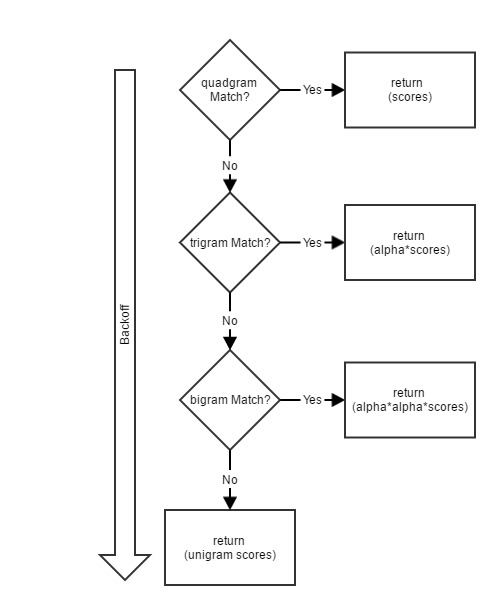 quadgram
Match?
Yes
return
(scores)
No
trigram Match?
Yes
return
(alpha*scores)
No
Backoff
bigram Match?
Yes
return
(alpha*alpha*scores)
No
return
(unigram scores)